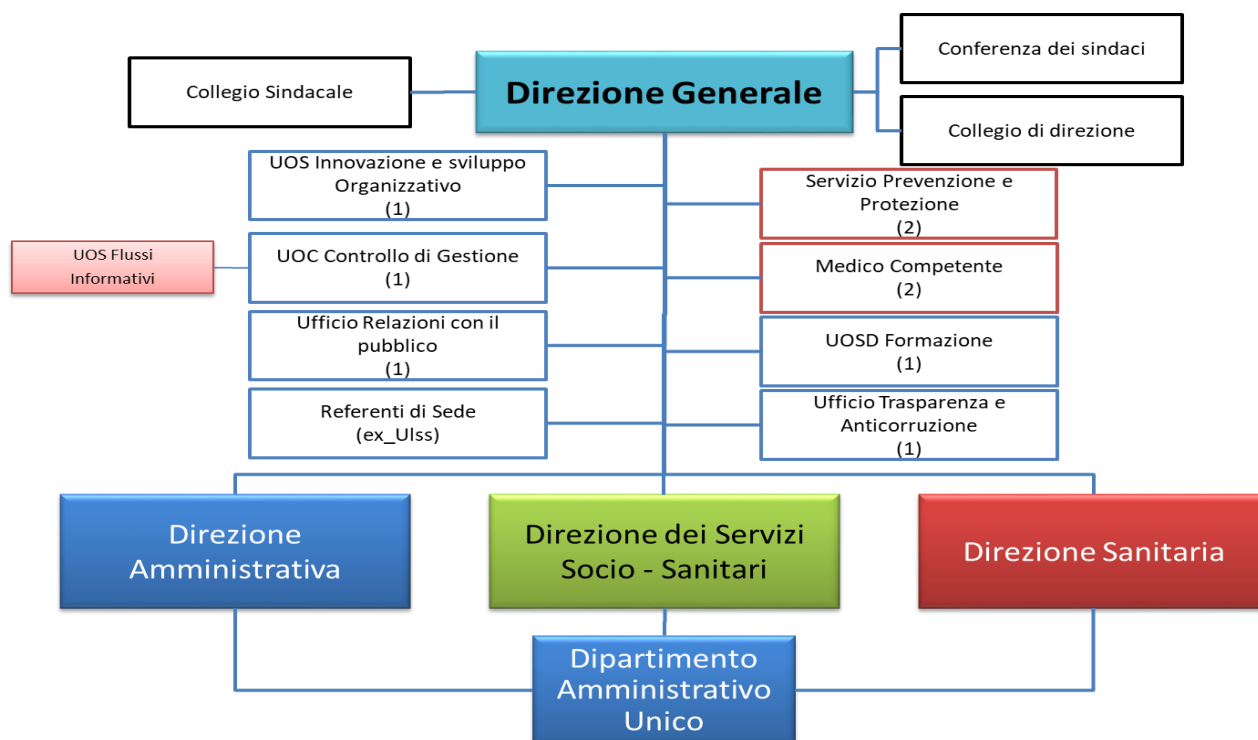 Conferenza dei sindaci
Collegio Sindacale
Direzione Generale
Collegio di direzione
UOS Innovazione e sviluppo
Organizzativo
(1)
Servizio Prevenzione e
Protezione
(2)
UOS Flussi
Informativi
UOC Controllo di Gestione
(1)
Medico Competente
(2)
Ufficio Relazioni con il
pubblico
(1)
UOSD Formazione
(1)
Referenti di Sede
(ex_Ulss)
Ufficio Trasparenza e
Anticorruzione
(1)
Direzione
Amministrativa
Direzione dei Servizi
Socio - Sanitari
Direzione Sanitaria
Dipartimento
Amministrativo
Unico